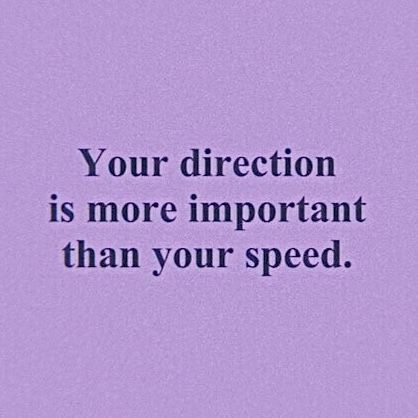 Your direction
is more important
than your speed.